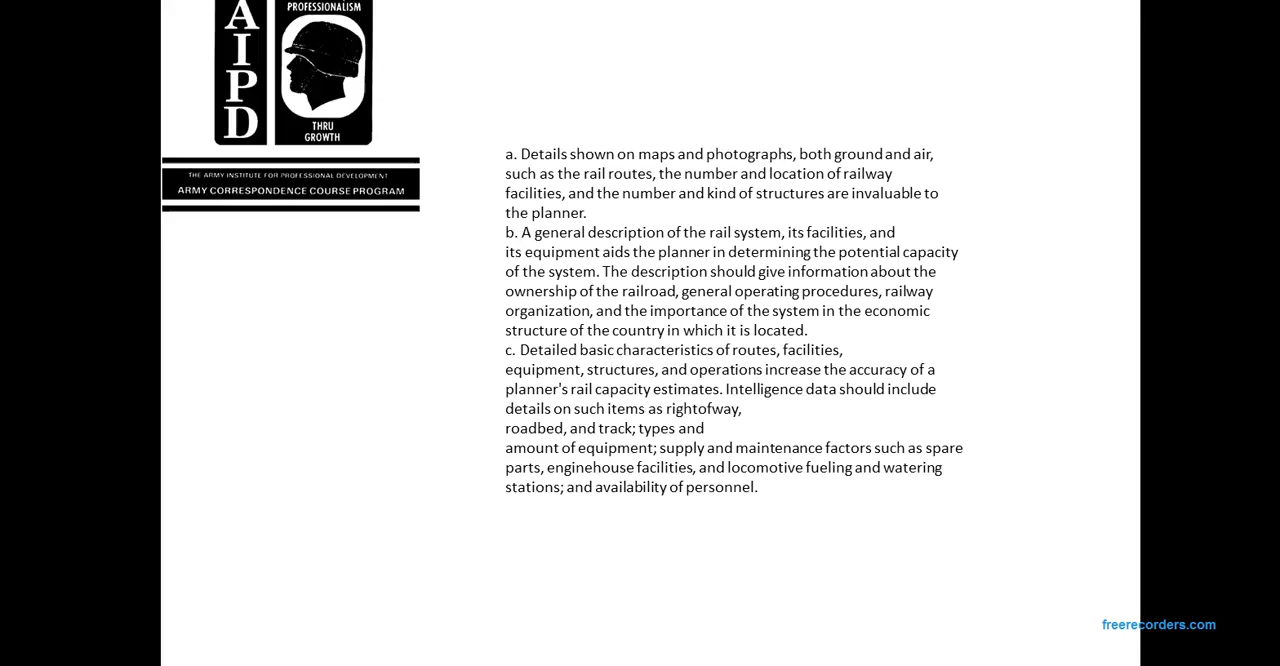 A
I
P
D
PROFESSIONALISM
THRU
GROWTH
THE ARMY INSTITUTE FOR PROFESSIONAL DEVELOPMENT
ARMY CORRESPONDENCE COURSE PROGRAM
a. Details shown on maps and photographs, both ground and air,
such as the rail routes, the number and location of railway
facilities, and the number and kind of structures are invaluable to
the planner.
b. A general description of the rail system, its facilities, and
its equipment aids the planner in determining the potential capacity
of the system. The description should give information about the
ownership of the railroad, general operating procedures, railway
organization, and the importance of the system in the economic
structure of the country in which it is located.
c. Detailed basic characteristics of routes, facilities,
equipment, structures, and operations increase the accuracy of a
planner's rail capacity estimates. Intelligence data should include
details on such items as rightofway,
roadbed, and track; types and
amount of equipment; supply and maintenance factors such as spare
parts, enginehouse facilities, and locomotive fueling and watering
stations; and availability of personnel.
freerecorders.com